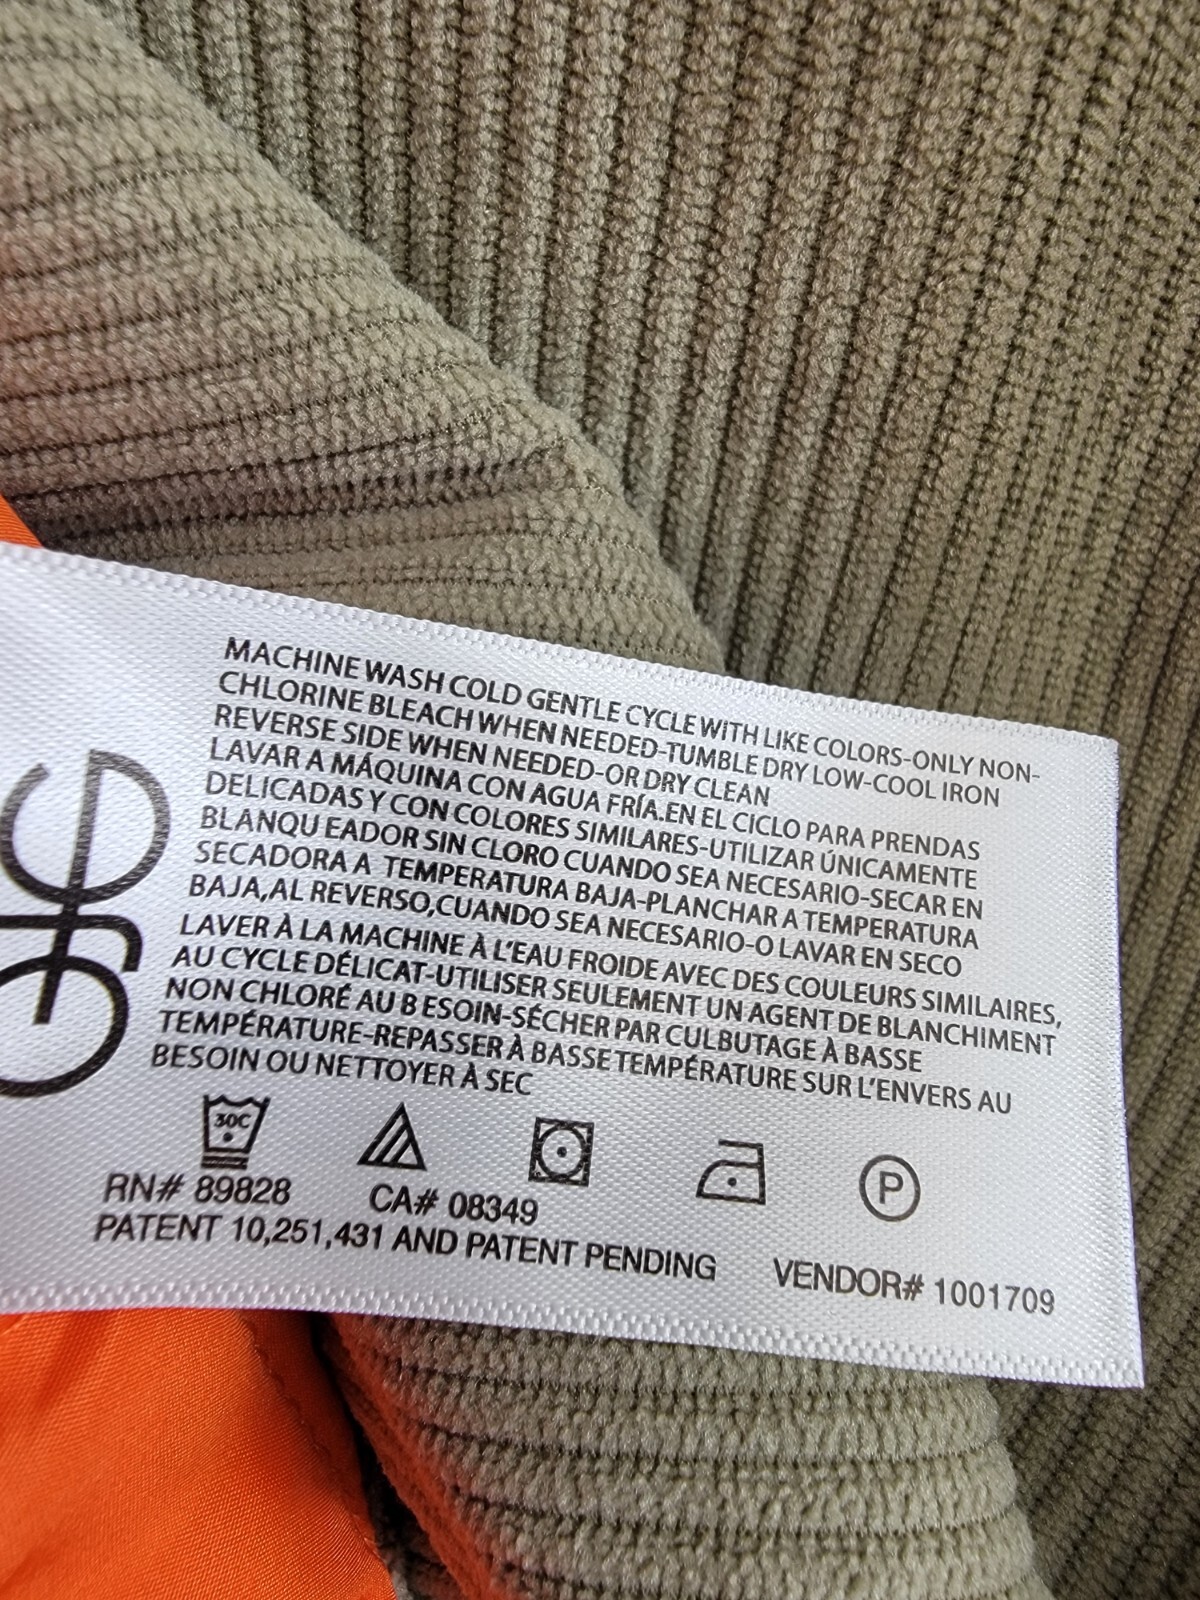 MACHINE WASH COLD GENTLE CYCLE WITH LIKE COLORS-ONLY NON-
CHLORINE BLEACH WHEN NEEDED-TUMBLE DRY LOW-COOL IRON
REVERSE SIDE WHEN NEEDED-OR DRY CLEAN
LAVAR A MÁQUINA CON AGUA FRÍA.EN EL CICLO PARA PRENDAS
DELICADAS Y CON COLORES SIMILARES-UTILIZAR ÚNICAMENTE
BLANQU EADOR SIN CLORO CUANDO SEA NECESARIO-SECAR EN
SECADORA A TEMPERATURA BAJA-PLANCHAR A TEMPERATURA
BAJA,AL REVERSO,CUANDO SEA NECESARIO-O LAVAR EN SECO
LAVER À LA MACHINE À L'EAU FROIDE AVEC DES COULEURS SIMILAIRES,
AU CYCLE DÉLICAT-UTILISER SEULEMENT UN AGENT DE BLANCHIMENT
NON CHLORÉ AU B ESOIN-SÉCHER PAR CULBUTAGE À BASSE
TEMPÉRATURE-REPASSER À BASSE TEMPÉRATURE SUR L'ENVERS AU
BESOIN OU NETTOYER À SEC
30C
P
RN# 89828 CA# 08349
PATENT 10,251,431 AND PATENT PENDING VENDOR# 1001709